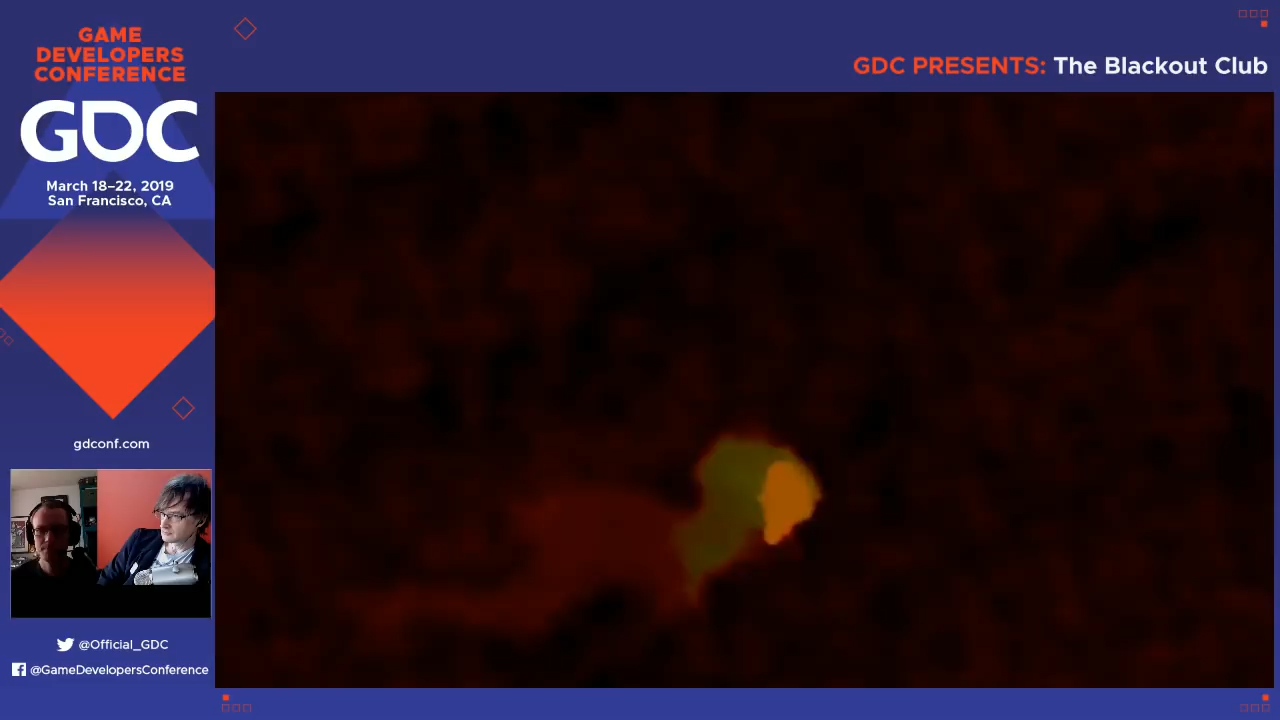 GAME
DEVELOPERS
CONFERENCE
GDC
March 18–22, 2019
San Francisco, CA
GDC PRESENTS: The Blackout Club
gdconf.com
@Official_GDC
@GameDevelopersConference